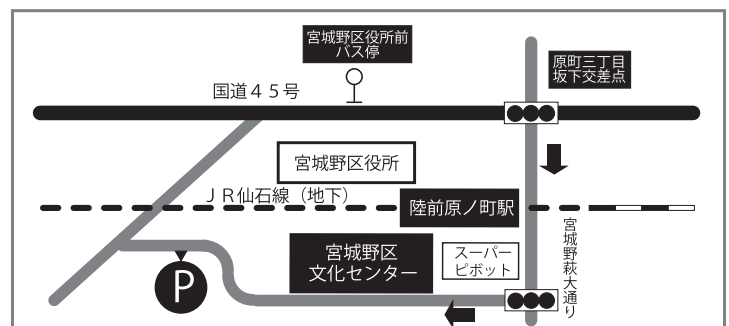 宮城野区役所前
バス停
原町三丁目
坂下交差点
国道４５号
宮城野区役所
ＪＲ仙石線（地下）
陸前原ノ町駅
宮城野区
文化センター
スーパー
ピボット
宮城野萩大通り
P